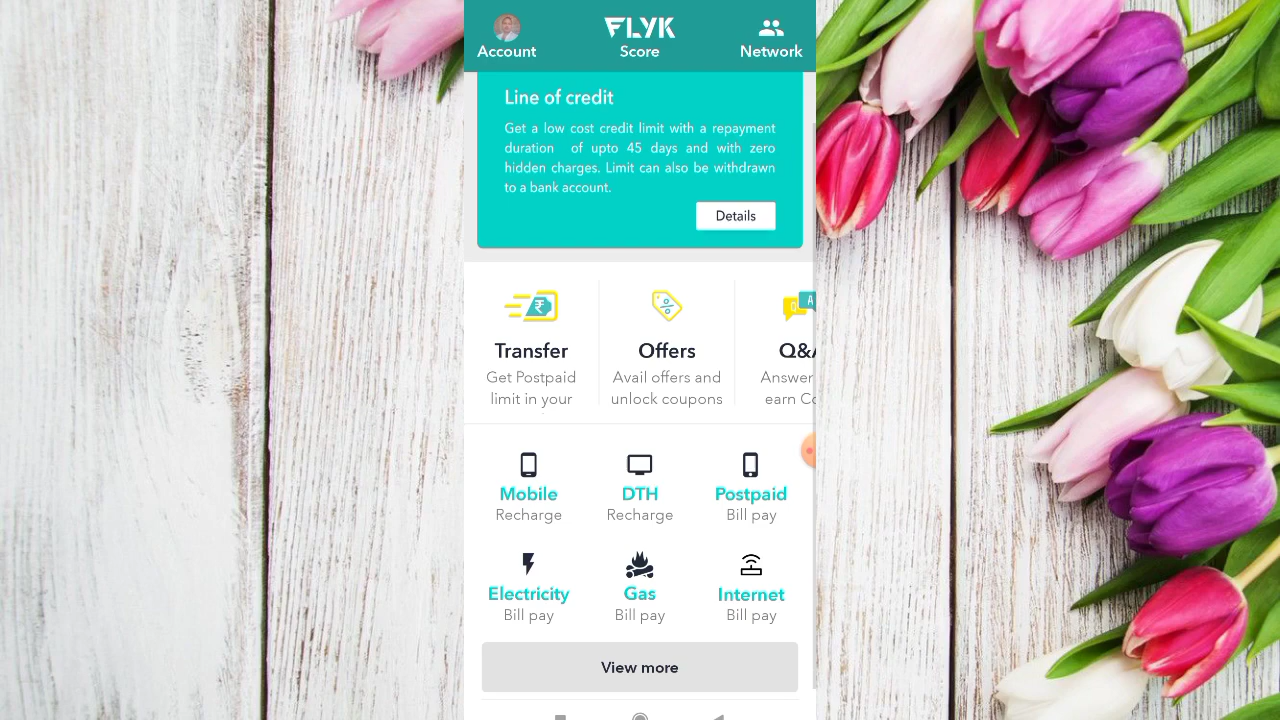 FLYK
Account Score Network
Line of credit
Get a low cost credit limit with a repayment
duration of upto 45 days and with zero
hidden charges. Limit can also be withdrawn
to a bank account.
Details
₹ % Q A
Transfer Offers Q&A
Get Postpaid Avail offers and Answer
limit in your unlock coupons earn Co
Mobile DTH Postpaid
Recharge Recharge Bill pay
Electricity Gas Internet
Bill pay Bill pay Bill pay
View more